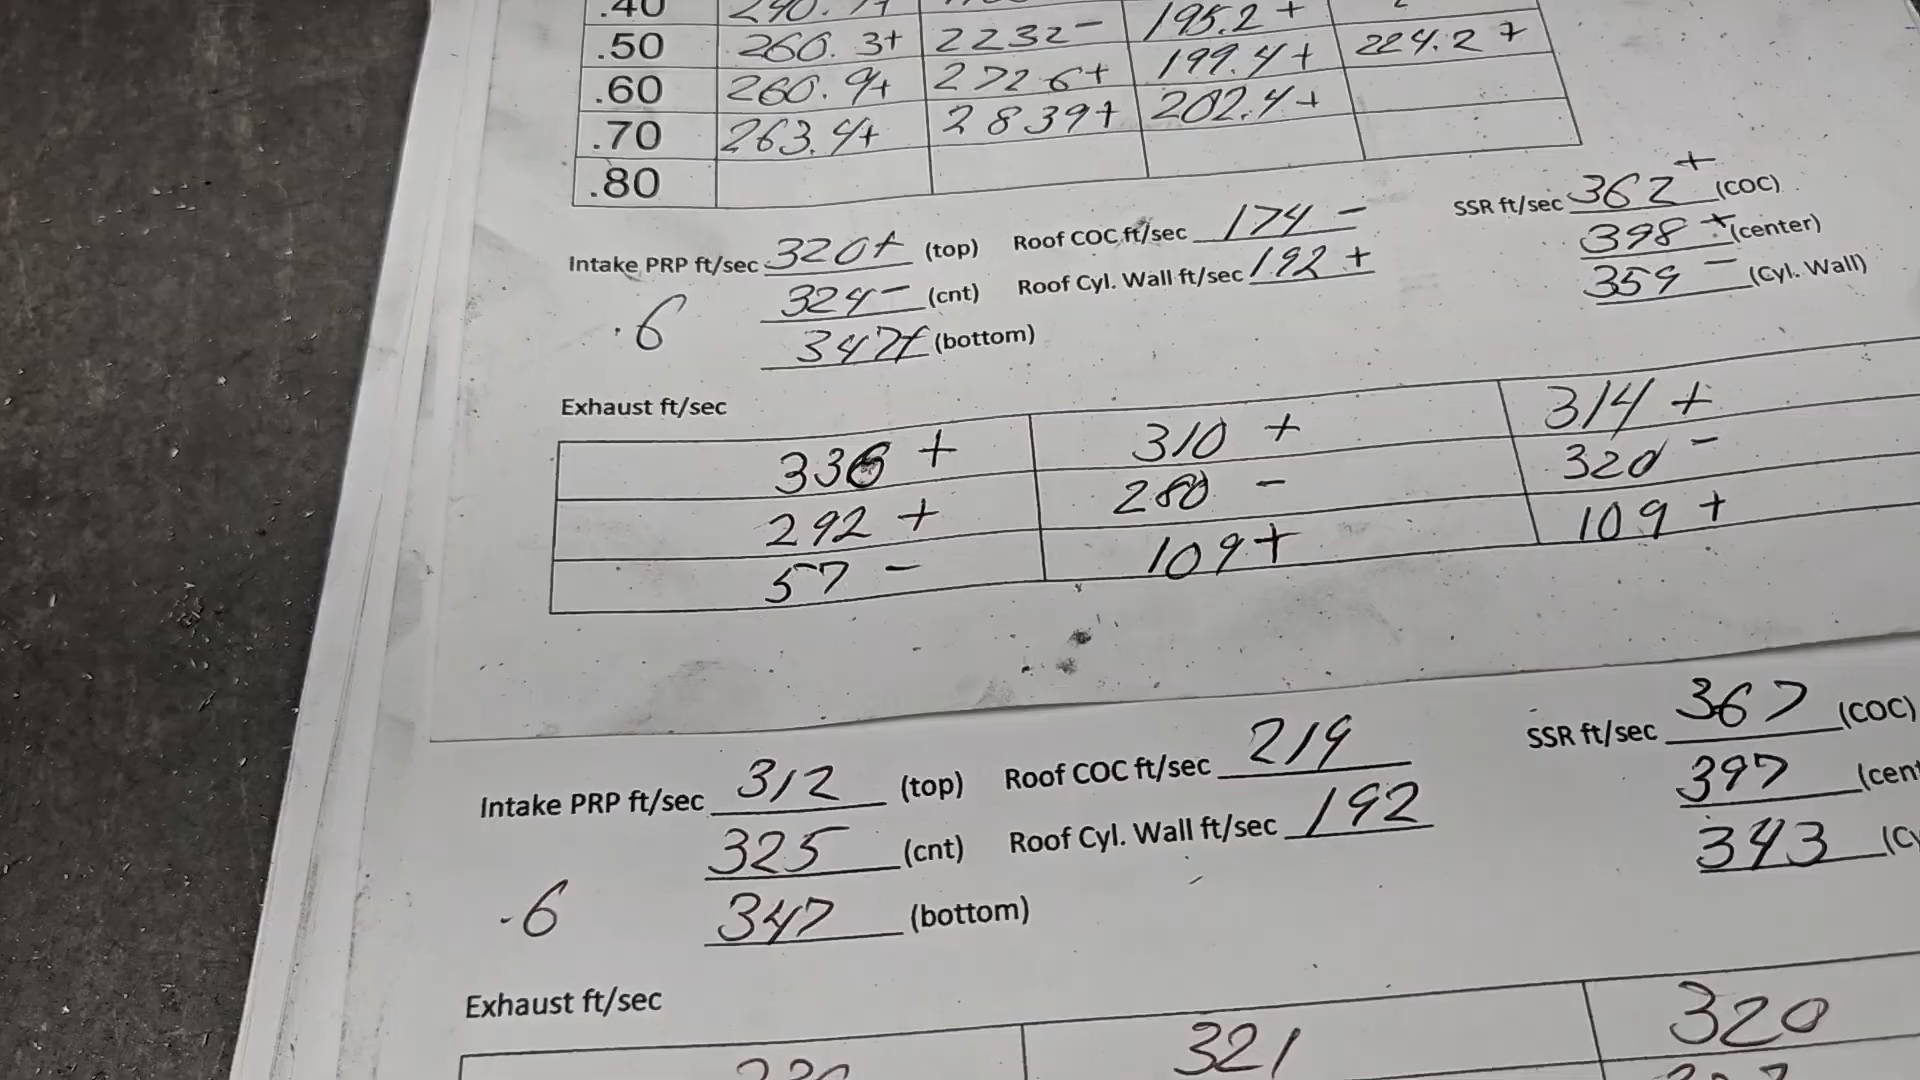 .40 290.
.50 260.3+ 2232- 195.2+
.60 260.9+ 2726+ 199.4+ 224.2+
.70 263.4+ 2839+ 202.4+
.80
Intake PRP ft/sec 320+ (top) Roof COC ft/sec 174- SSR ft/sec 362+ (COC)
324- (cnt) Roof Cyl. Wall ft/sec 192+ 398+ (center)
.6 347+ (bottom) 359- (Cyl. Wall)
Exhaust ft/sec
336+ 310+ 314+
292+ 280- 320-
57- 109+ 109+
Intake PRP ft/sec 312 (top) Roof COC ft/sec 219 SSR ft/sec 367 (COC)
325 (cnt) Roof Cyl. Wall ft/sec 192 397 (cen
.6 347 (bottom) 343 (Cy
Exhaust ft/sec
321 320